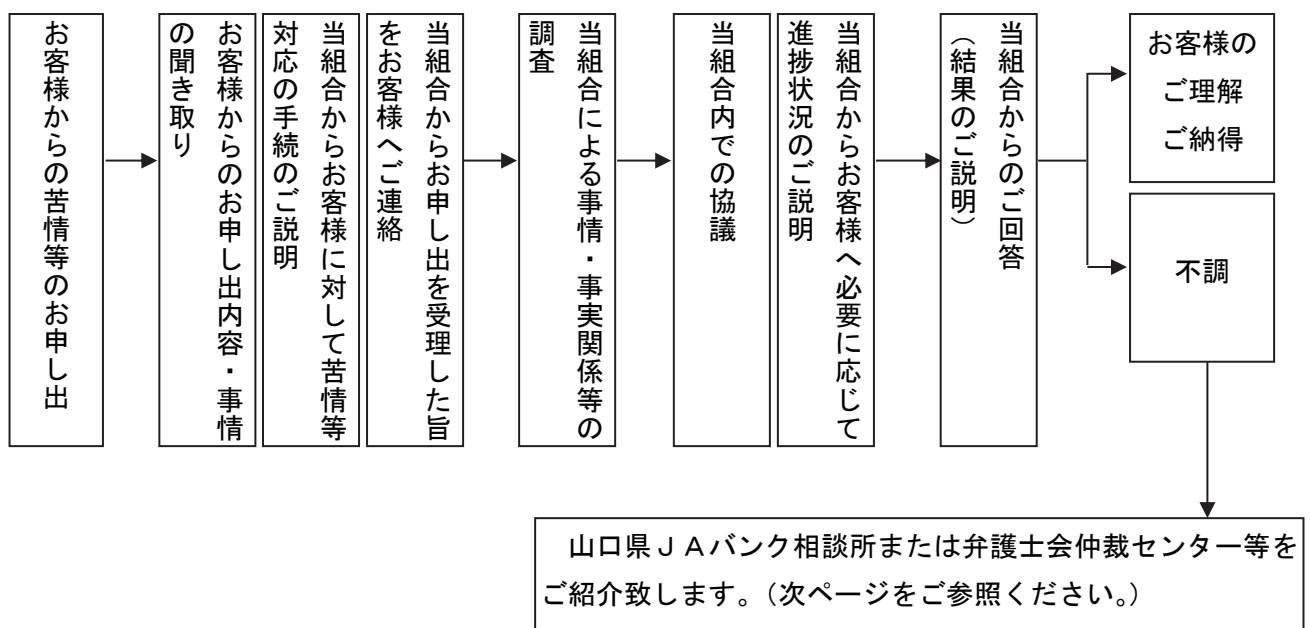 お客様からの苦情等のお申し出
お客様からのお申し出内容・事情
の聞き取り
当組合からお客様に対して苦情等
対応の手続のご説明
当組合からお申し出を受理した旨
をお客様へご連絡
当組合による事情・事実関係等の
調査
当組合内での協議
当組合からお客様へ必要に応じて
進捗状況のご説明
当組合からのご回答
（結果のご説明）
お客様の
ご理解
ご納得
不調
山口県ＪＡバンク相談所または弁護士会仲裁センター等を
ご紹介致します。（次ページをご参照ください。）